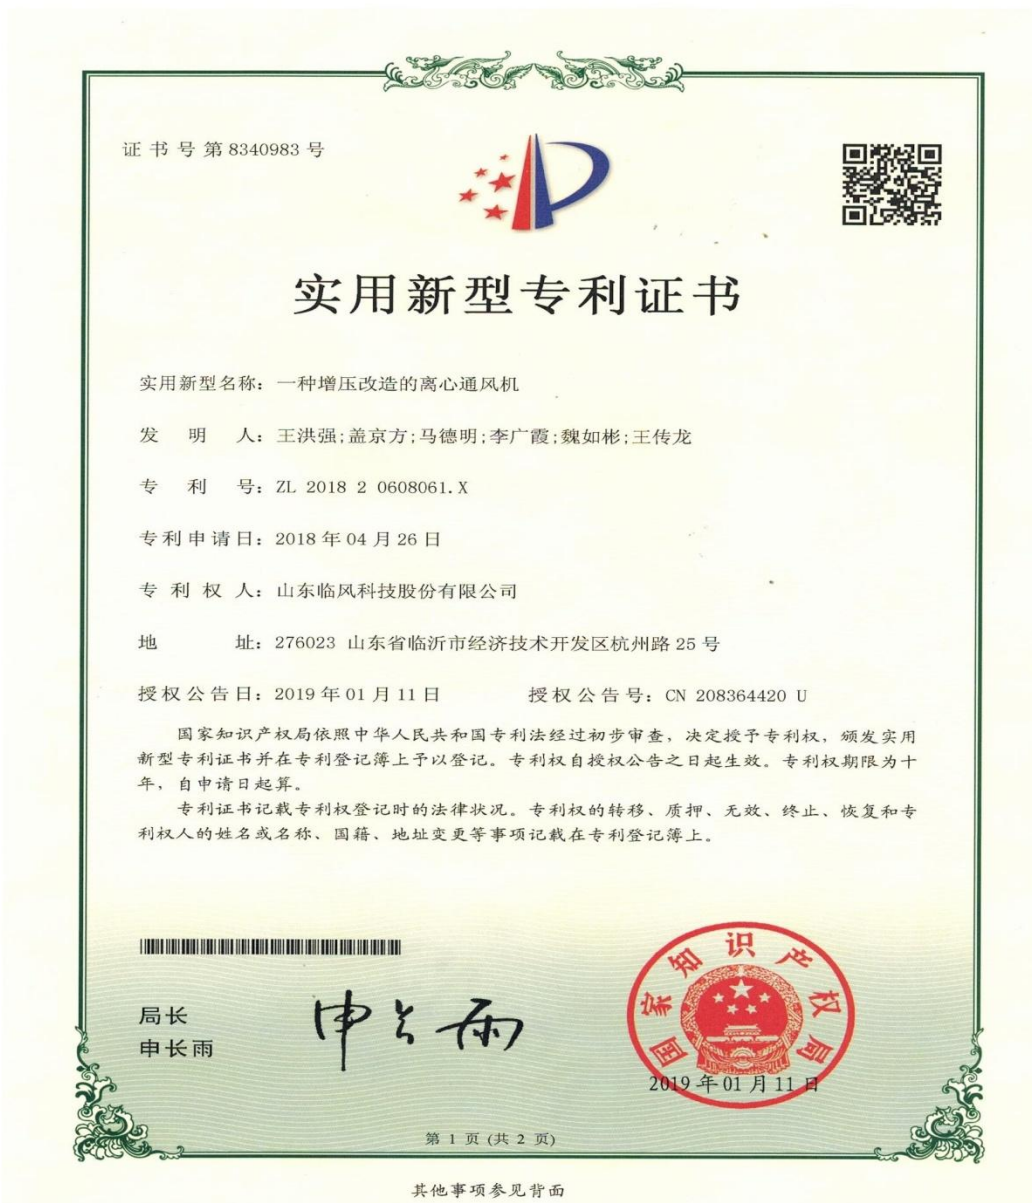 证书号第8340983号
实用新型专利证书
实用新型名称：一种增压改造的离心通风机
发明人：王洪强;盖京方;马德明;李广霞;魏如彬;王传龙
专利号：ZL 2018 2 0608061.X
专利申请日：2018年04月26日
专利权人：山东临风科技股份有限公司
地址：276023 山东省临沂市经济技术开发区杭州路25号
授权公告日：2019年01月11日 授权公告号：CN 208364420 U
国家知识产权局依照中华人民共和国专利法经过初步审查，决定授予专利权，颁发实用
新型专利证书并在专利登记簿上予以登记。专利权自授权公告之日起生效。专利权期限为十
年，自申请日起算。
专利证书记载专利权登记时的法律状况。专利权的转移、质押、无效、终止、恢复和专
利权人的姓名或名称、国籍、地址变更等事项记载在专利登记簿上。
局长
申长雨
申长雨
国家知识产权局
2019年01月11日
第 1 页 (共 2 页)
其他事项参见背面